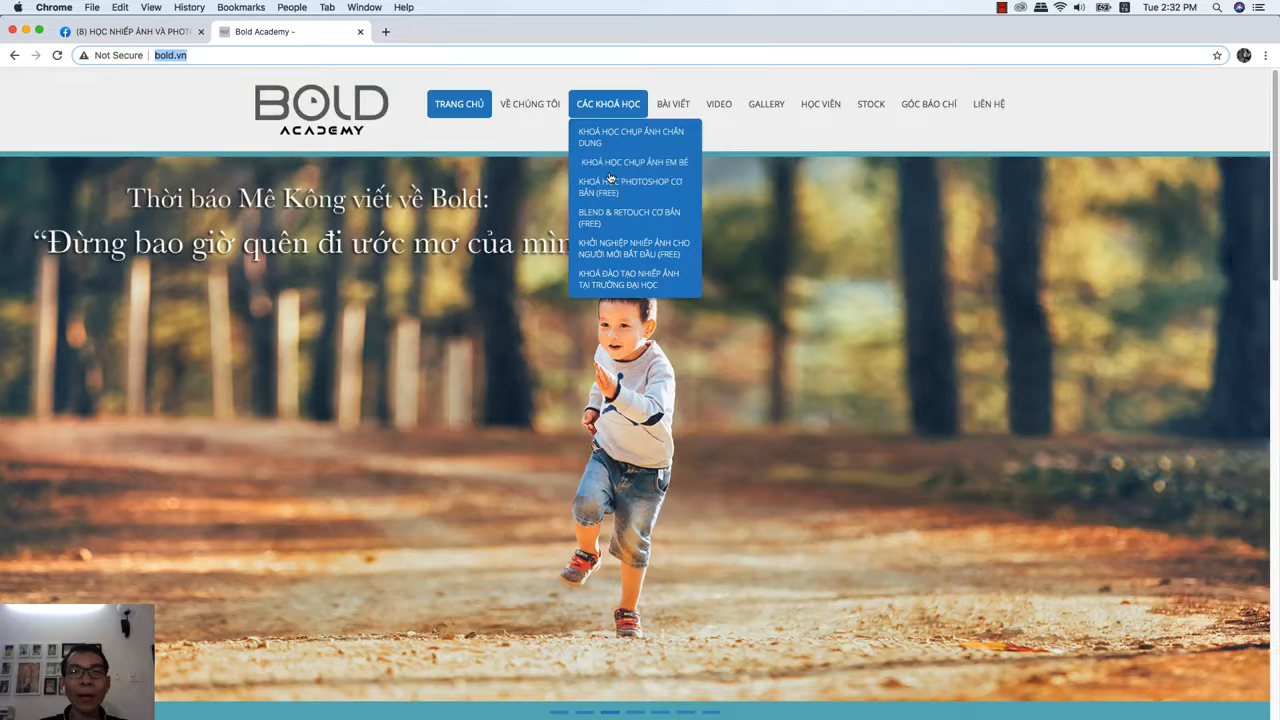 Chrome File Edit View History Bookmarks People Tab Window Help Tue 2:32 PM
(8) HỌC NHIẾP ẢNH VÀ PHOT
Bold Academy -
Not Secure bold.vn
BOLD
ACADEMY
TRANG CHỦ VỀ CHÚNG TÔI CÁC KHOÁ HỌC BÀI VIẾT VIDEO GALLERY HỌC VIÊN STOCK GÓC BÁO CHÍ LIÊN HỆ
KHOÁ HỌC CHỤP ẢNH CHÂN
DUNG
KHOÁ HỌC CHỤP ẢNH EM BÉ
KHOÁ HỌC PHOTOSHOP CƠ
BẢN (FREE)
BLEND & RETOUCH CƠ BẢN
(FREE)
KHỞI NGHIỆP NHIẾP ẢNH CHO
NGƯỜI MỚI BẮT ĐẦU (FREE)
KHOÁ ĐÀO TẠO NHIẾP ẢNH
TẠI TRƯỜNG ĐẠI HỌC
Thời báo Mê Kông viết về Bold:
“Đừng bao giờ quên đi ước mơ của mìn